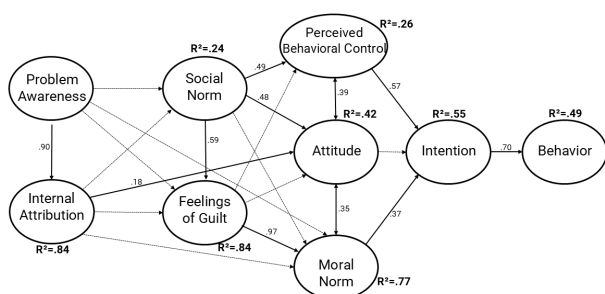 R²=.26
Perceived
Behavioral Control
R²=.24
Problem
Awareness
Social
Norm
.49
.48
.39
.57
R²=.42
R²=.55
R²=.49
.90
.59
Attitude
Intention
.70
Behavior
.18
Internal
Attribution
Feelings
of Guilt
.35
.37
.97
R²=.84
R²=.84
Moral
Norm
R²=.77